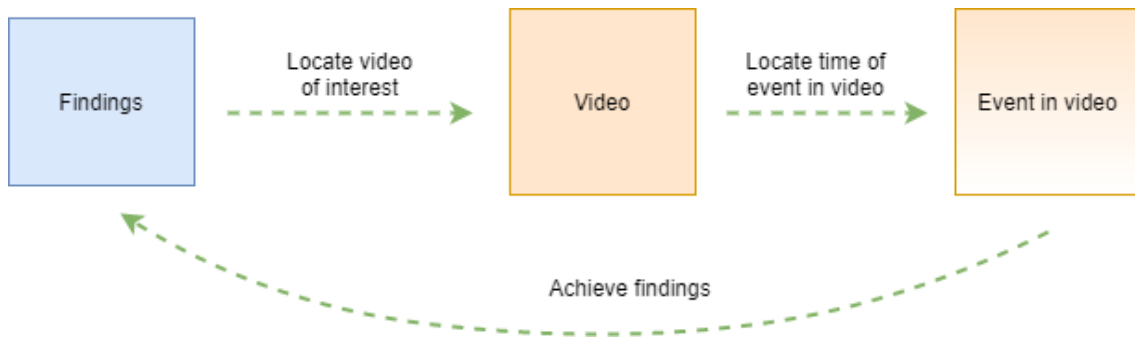 Findings
Locate video
of interest
Video
Locate time of
event in video
Event in video
Achieve findings